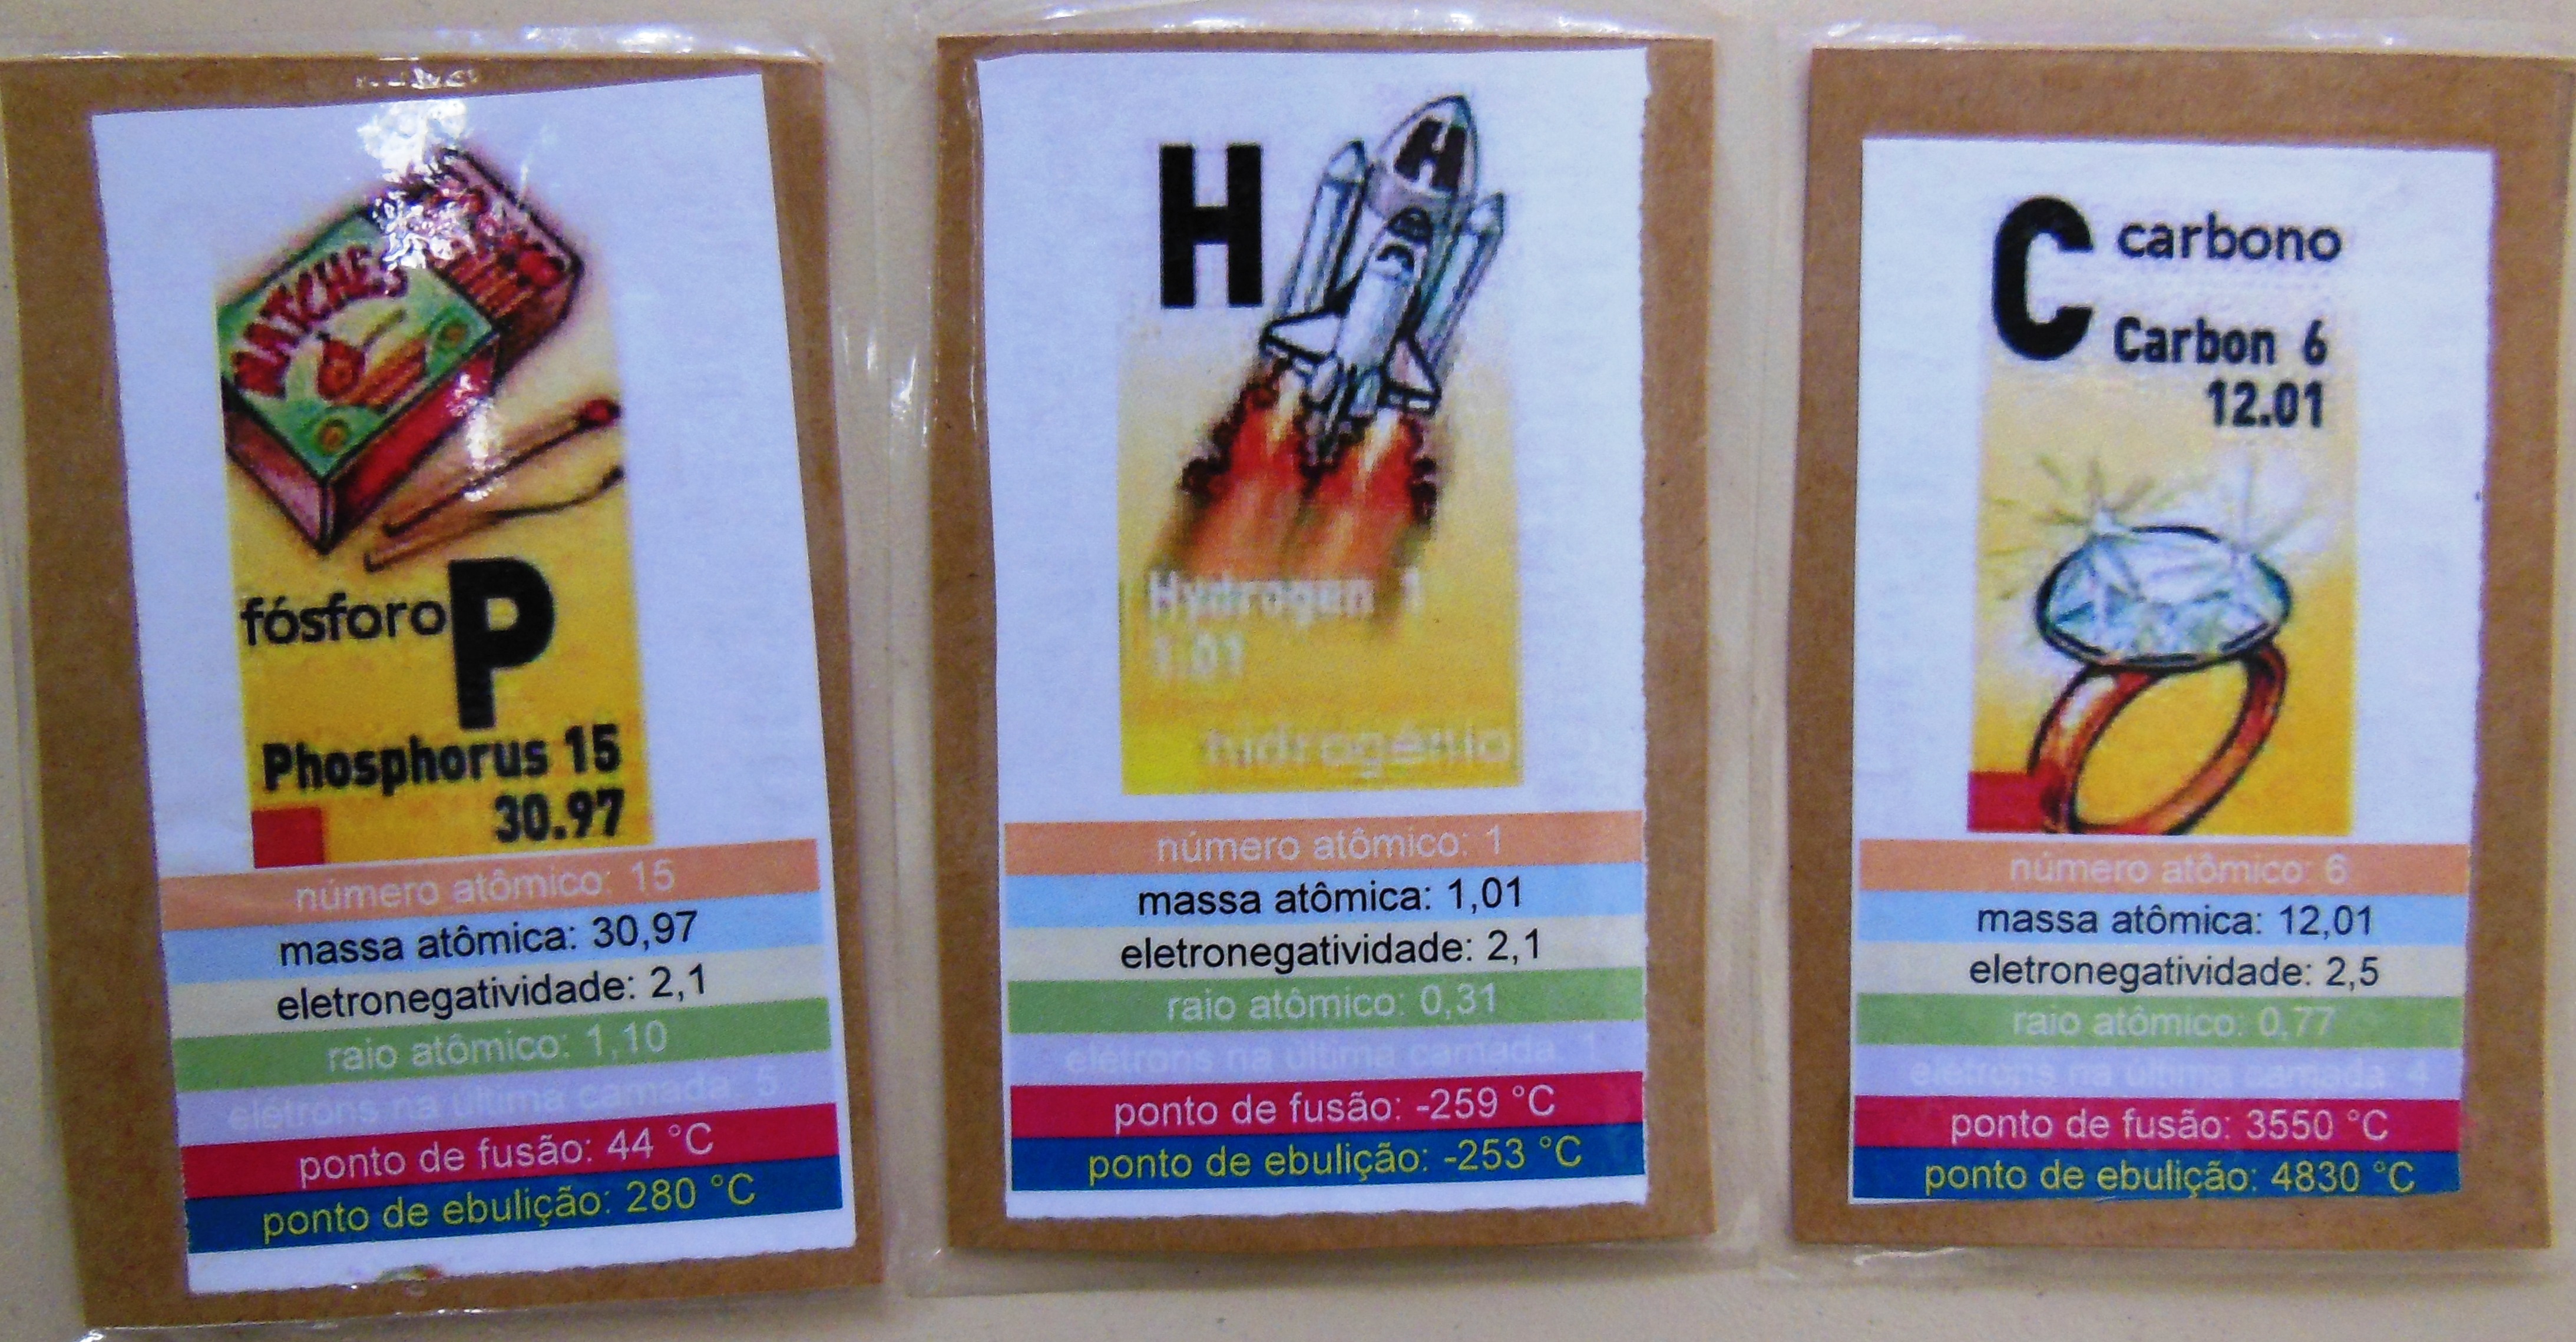 MATCHES
fósforo P
Phosphorus 15
30.97
número atômico: 15
massa atômica: 30,97
eletronegatividade: 2,1
raio atômico: 1,10
elétrons na última camada: 5
ponto de fusão: 44 °C
ponto de ebulição: 280 °C
H
H
Hydrogen 1
1.01
hidrogênio
número atômico: 1
massa atômica: 1,01
eletronegatividade: 2,1
raio atômico: 0,31
elétrons na última camada: 1
ponto de fusão: -259 °C
ponto de ebulição: -253 °C
C carbono
Carbon 6
12.01
número atômico: 6
massa atômica: 12,01
eletronegatividade: 2,5
raio atômico: 0,77
elétrons na última camada: 4
ponto de fusão: 3550 °C
ponto de ebulição: 4830 °C